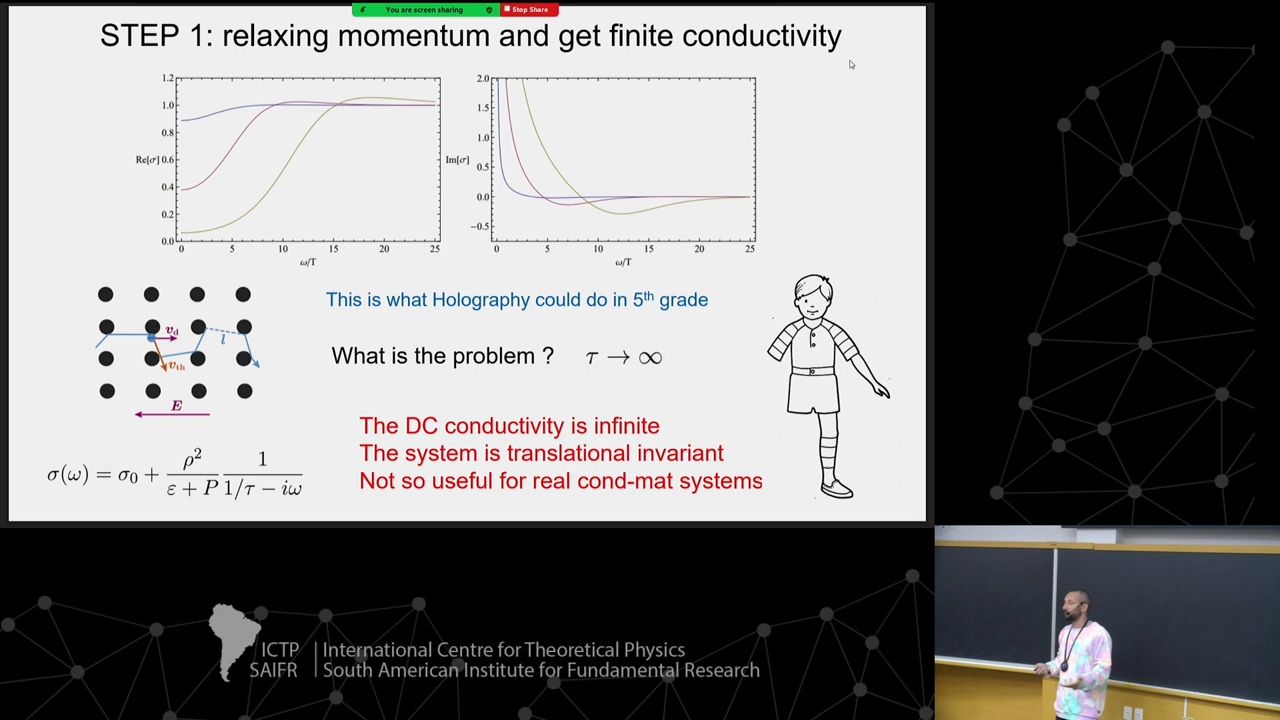 You are screen sharing
Stop Share
STEP 1: relaxing momentum and get finite conductivity
1.2
1.0
0.8
Re[σ] 0.6
0.4
0.2
0.0
0 5 10 15 20 25
ω/T
2.0
1.5
1.0
Im[σ] 0.5
0.0
−0.5
0 5 10 15 20 25
ω/T
This is what Holography could do in 5th grade
v_d
l
v_th
E
What is the problem ? τ → ∞
The DC conductivity is infinite
The system is translational invariant
Not so useful for real cond-mat systems
σ(ω) = σ₀ + ρ²/(ε + P) 1/(1/τ − iω)
ICTP
SAIFR
International Centre for Theoretical Physics
South American Institute for Fundamental Research